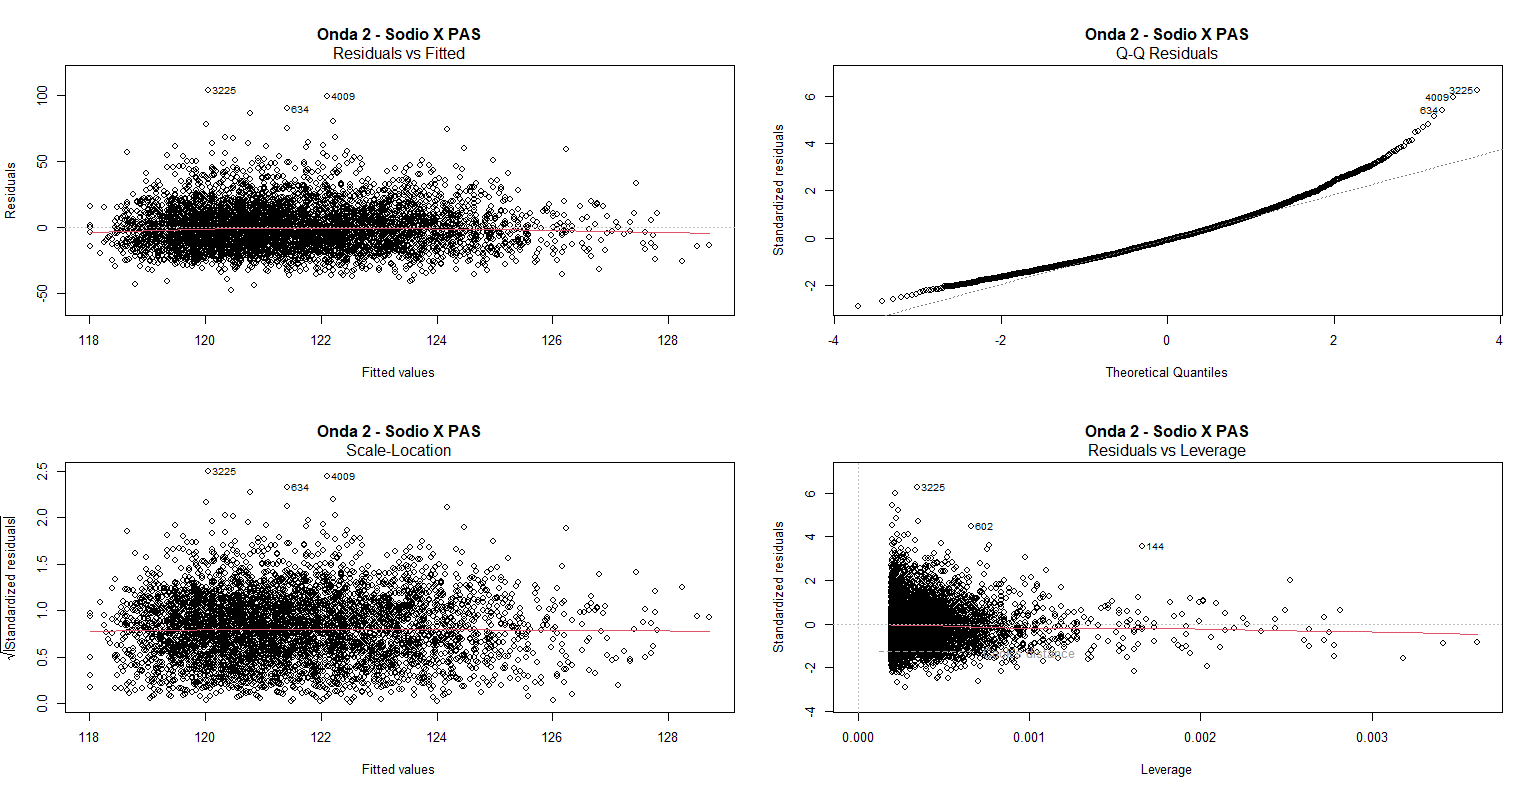 Onda 2 - Sodio X PAS
Residuals vs Fitted
3225
634
4009
100
50
0
-50
Residuals
118 120 122 124 126 128
Fitted values
Onda 2 - Sodio X PAS
Q-Q Residuals
3225
4009
634
6
4
2
0
-2
Standardized residuals
-4 -2 0 2 4
Theoretical Quantiles
Onda 2 - Sodio X PAS
Scale-Location
3225
634
4009
2.5
2.0
1.5
1.0
0.5
0.0
√|Standardized residuals|
118 120 122 124 126 128
Fitted values
Onda 2 - Sodio X PAS
Residuals vs Leverage
3225
602
144
6
4
2
0
-2
-4
Standardized residuals
distance
0.000 0.001 0.002 0.003
Leverage